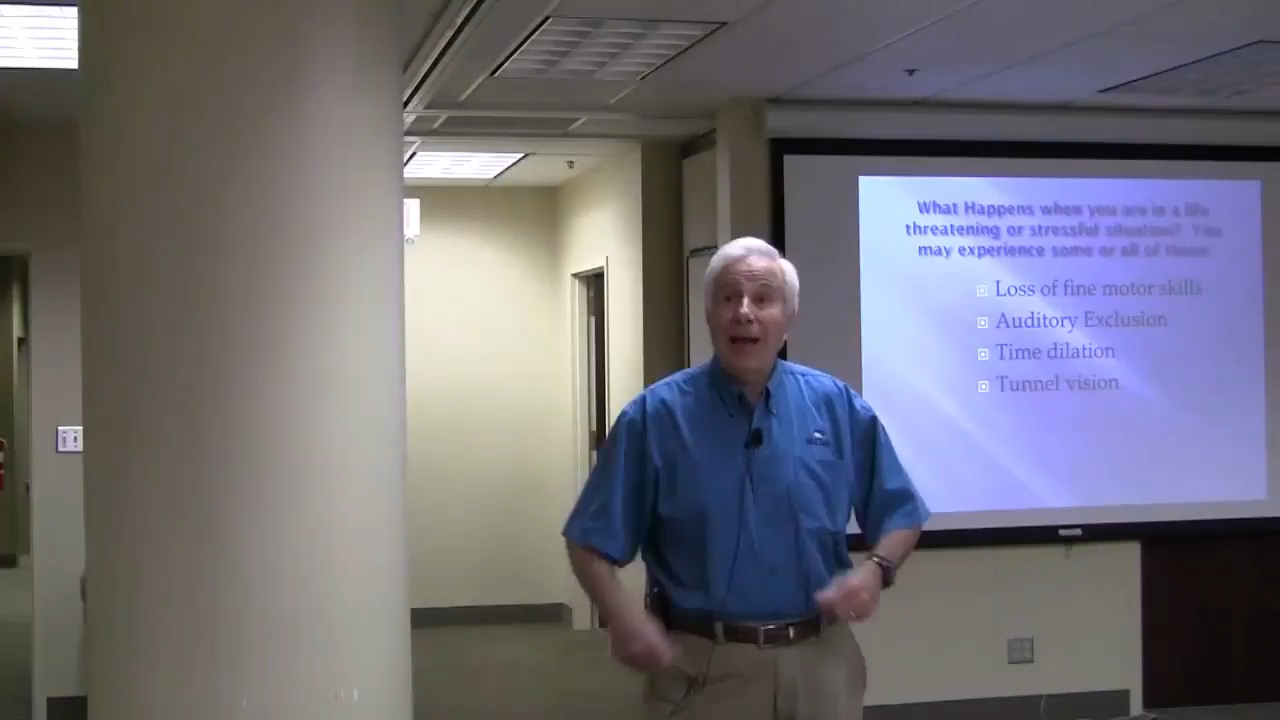 What Happens when you are in a life
threatening or stressful situation? You
may experience some or all of these
Loss of fine motor skills
Auditory Exclusion
Time dilation
Tunnel vision